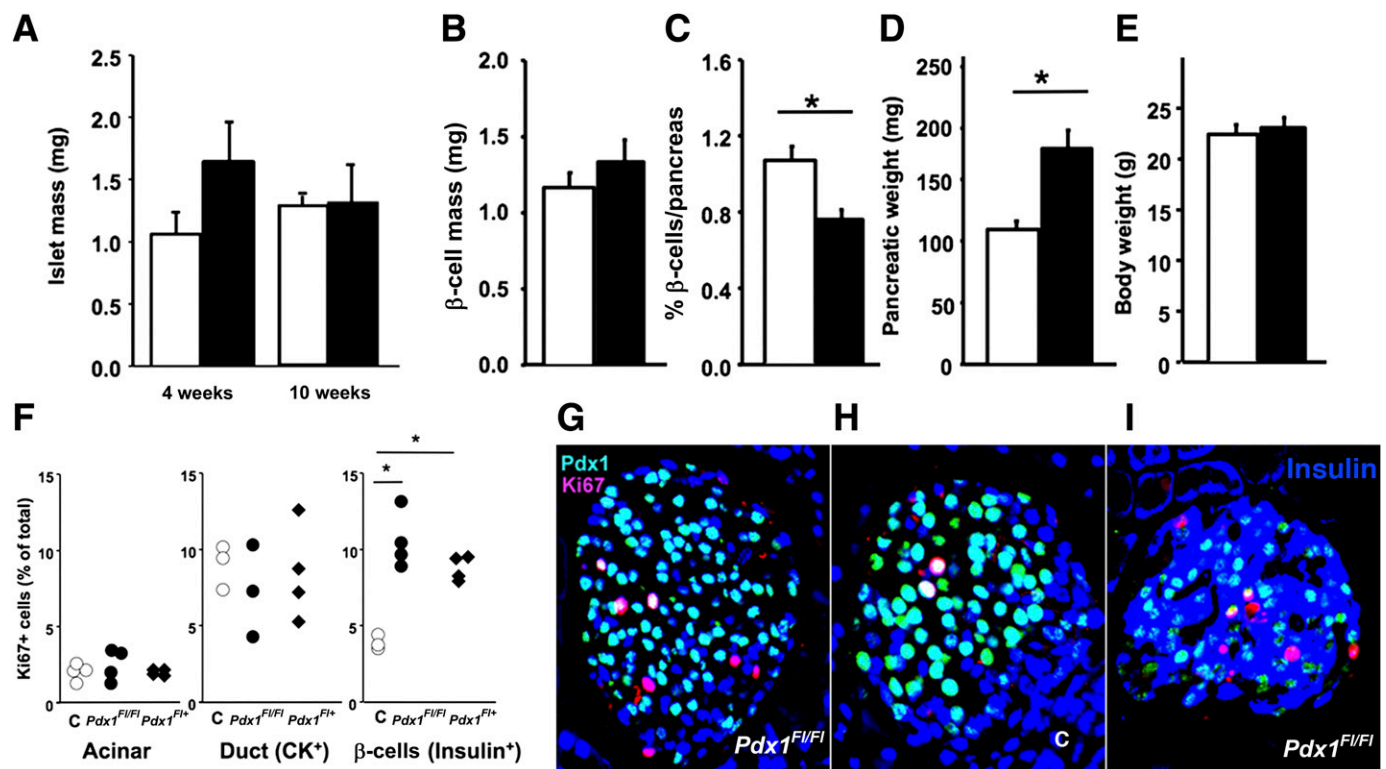 A
Islet mass (mg)
2.5
2.0
1.5
1.0
0.5
0.0
4 weeks
10 weeks
B
β-cell mass (mg)
2.0
1.5
1.0
0.5
0.0
C
% β-cells/pancreas
1.6
1.2
0.8
0.4
0.0
*
D
Pancreatic weight (mg)
250
200
150
100
50
0
*
E
Body weight (g)
25
20
15
10
5
0
F
Ki67+ cells (% of total)
15
10
5
0
C Pdx1Fl/Fl Pdx1Fl+
Acinar
15
10
5
0
C Pdx1Fl/Fl Pdx1Fl+
Duct (CK+)
*
*
15
10
5
0
C Pdx1Fl/Fl Pdx1Fl+
β-cells (Insulin+)
G
Pdx1
Ki67
Pdx1Fl/Fl
H
C
I
Insulin
Pdx1Fl/Fl